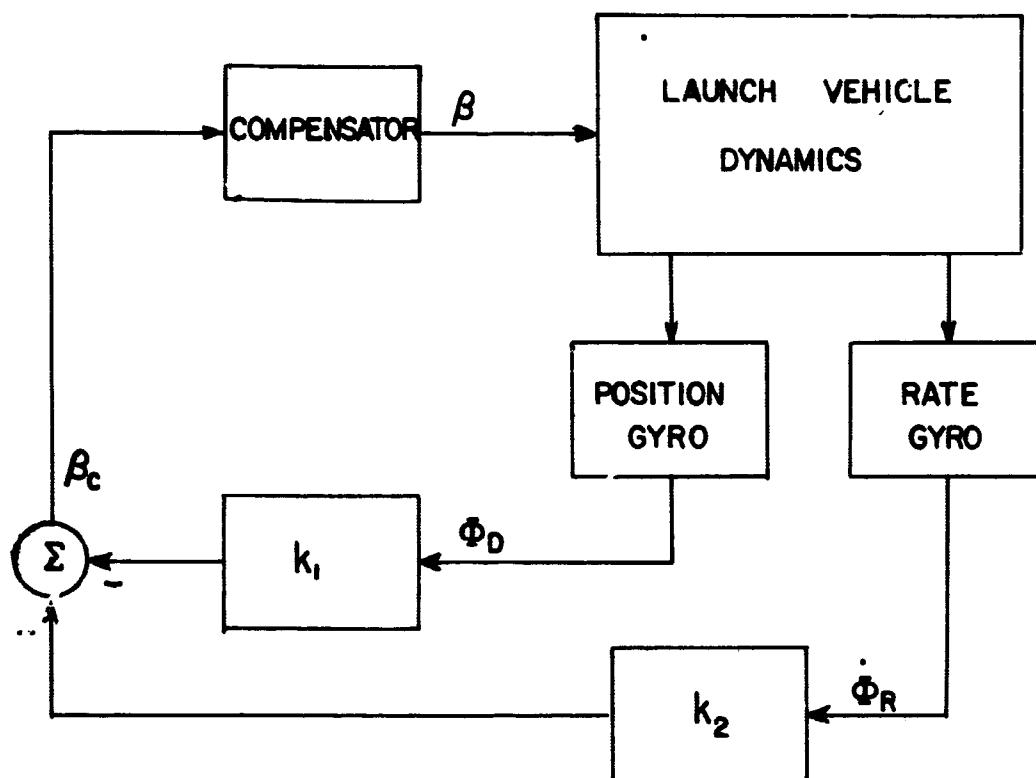 COMPENSATOR
β
LAUNCH VEHICLE
DYNAMICS
POSITION
GYRO
RATE
GYRO
β_c
Σ
−
k₁
Φ_D
k₂
Φ̇_R